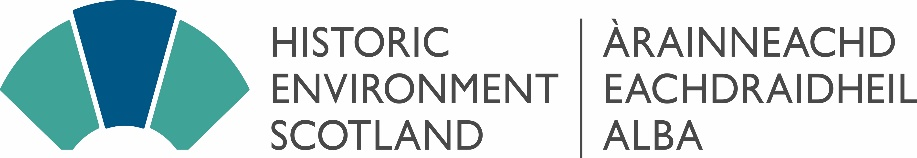 HISTORIC
ENVIRONMENT
SCOTLAND
ÀRAINNEACHD
EACHDRAIDHEIL
ALBA